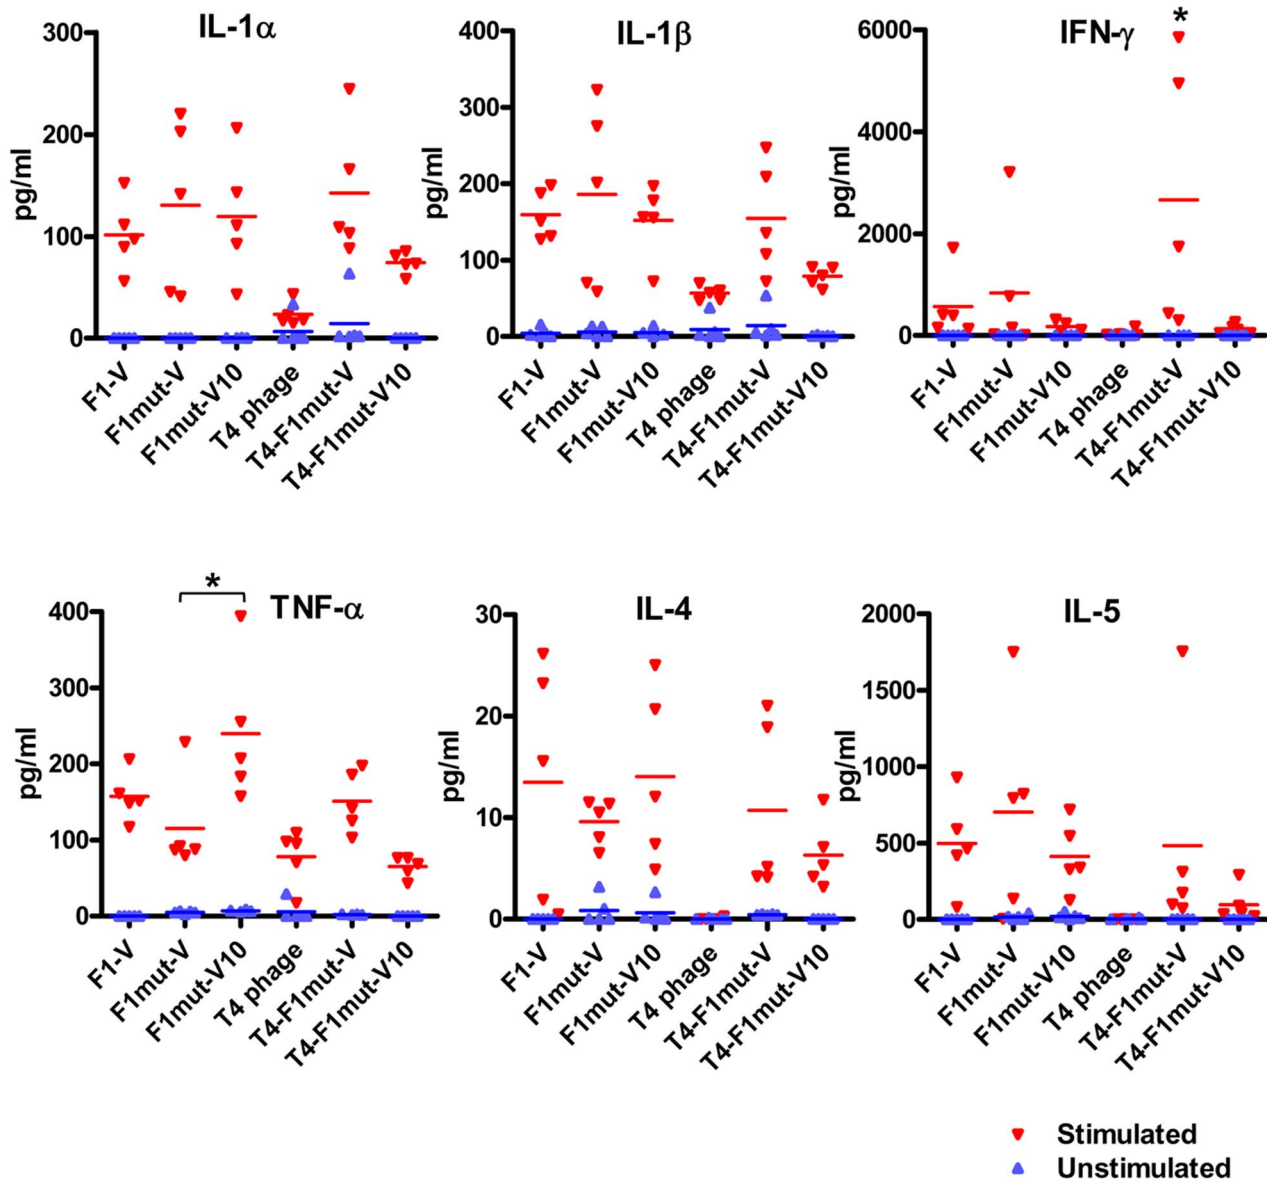 IL-1α
300
200
100
0
pg/ml
F1-V
F1mut-V
F1mut-V10
T4 phage
T4-F1mut-V
T4-F1mut-V10
IL-1β
400
300
200
100
0
pg/ml
F1-V
F1mut-V
F1mut-V10
T4 phage
T4-F1mut-V
T4-F1mut-V10
IFN-γ
*
6000
4000
2000
0
pg/ml
F1-V
F1mut-V
F1mut-V10
T4 phage
T4-F1mut-V
T4-F1mut-V10
*
TNF-α
400
300
200
100
0
pg/ml
F1-V
F1mut-V
F1mut-V10
T4 phage
T4-F1mut-V
T4-F1mut-V10
IL-4
30
20
10
0
pg/ml
F1-V
F1mut-V
F1mut-V10
T4 phage
T4-F1mut-V
T4-F1mut-V10
IL-5
2000
1500
1000
500
0
pg/ml
F1-V
F1mut-V
F1mut-V10
T4 phage
T4-F1mut-V
T4-F1mut-V10
Stimulated
Unstimulated